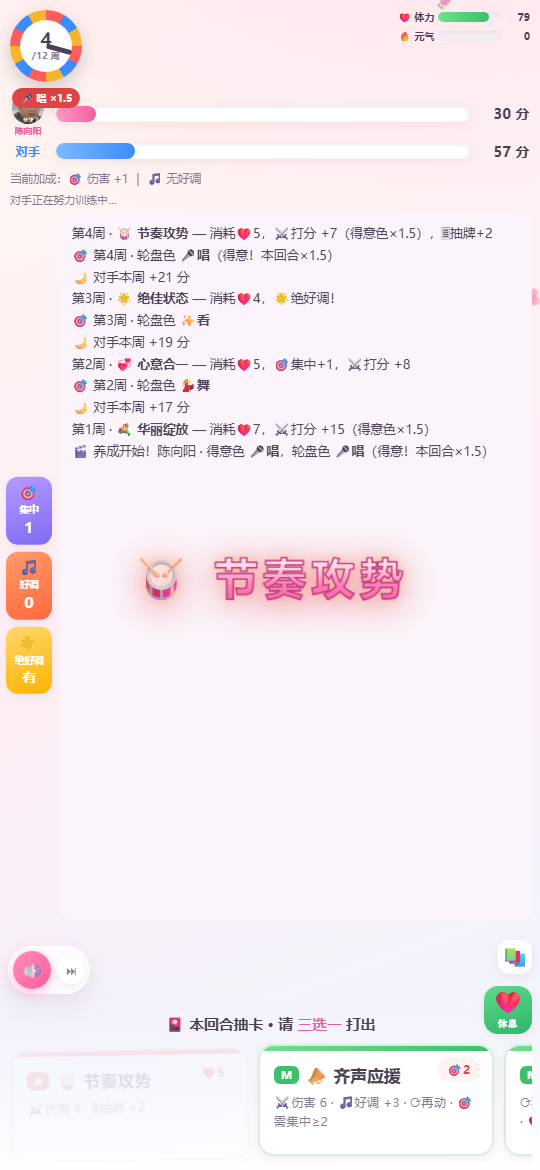 4
/12 周
体力 79
元气 0
唱 ×1.5
陈向阳
30 分
对手
57 分
当前加成: 伤害 +1 | 无好调
对手正在努力训练中...
第4周 · 节奏攻势 — 消耗5, 打分 +7（得意色×1.5）, 抽牌+2
第4周 · 轮盘色 唱（得意！本回合×1.5）
对手本周 +21 分
第3周 · 绝佳状态 — 消耗4, 绝好调!
第3周 · 轮盘色 看
对手本周 +19 分
第2周 · 心意合一 — 消耗5, 集中+1, 打分 +8
第2周 · 轮盘色 舞
对手本周 +17 分
第1周 · 华丽绽放 — 消耗7, 打分 +15（得意色×1.5）
养成开始！陈向阳 · 得意色 唱, 轮盘色 唱（得意！本回合×1.5）
集中
1
好调
0
绝好调
有
节奏攻势
休息
本回合抽卡 • 请 三选一 打出
A 节奏攻势 5
伤害 4 · 抽牌 +2
M 齐声应援 2
伤害 6 · 好调 +3 · 再动 ·
需集中≥2